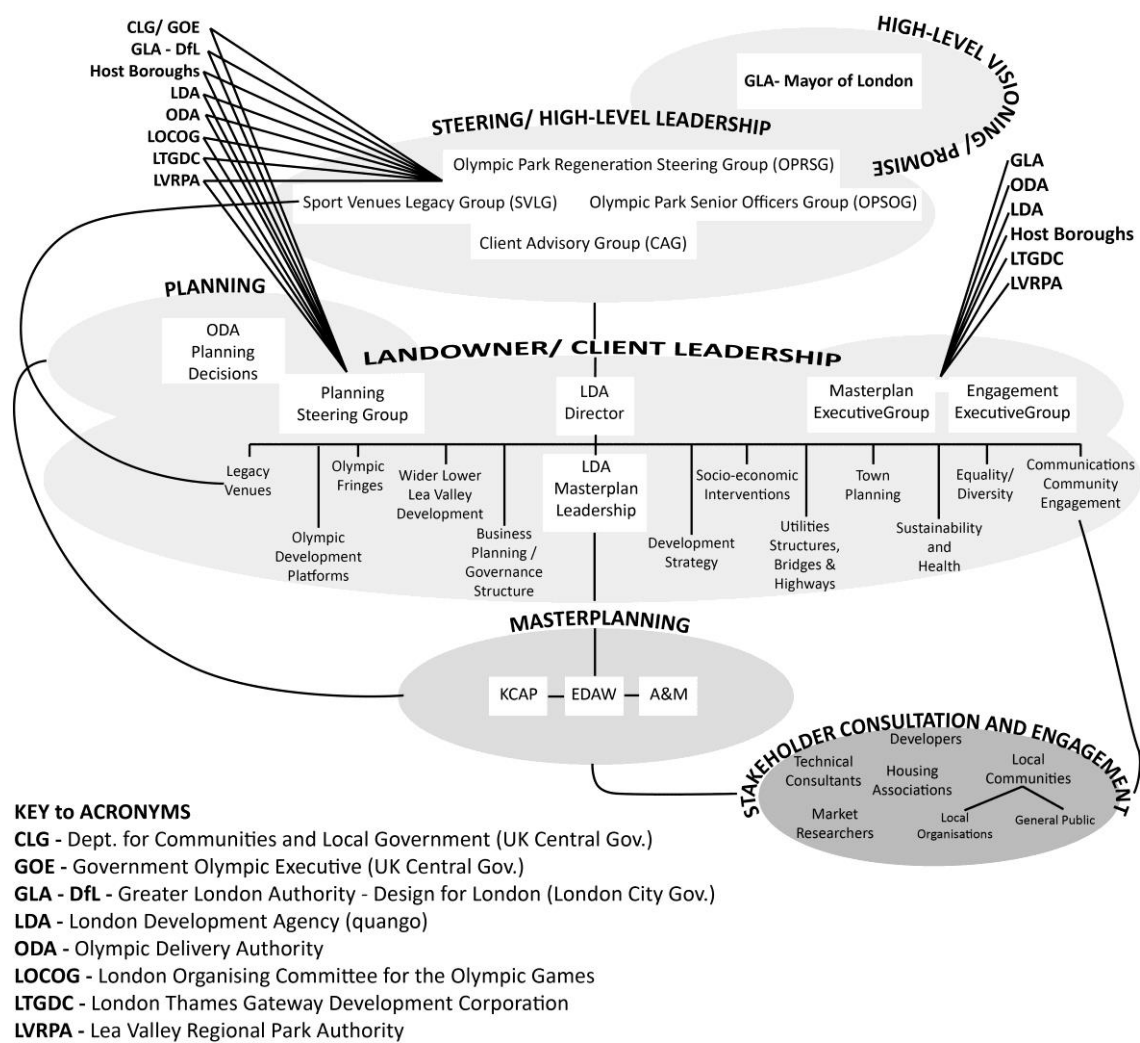 CLG/ GOE
GLA - DfL
Host Boroughs
LDA
ODA
LOCOG
LTGDC
LVRPA
HIGH-LEVEL VISIONING/ PROMISE
GLA- Mayor of London
STEERING/ HIGH-LEVEL LEADERSHIP
Olympic Park Regeneration Steering Group (OPRSG)
Sport Venues Legacy Group (SVLG)
Olympic Park Senior Officers Group (OPSOG)
Client Advisory Group (CAG)
GLA
ODA
LDA
Host Boroughs
LTGDC
LVRPA
PLANNING
ODA
Planning
Decisions
LANDOWNER/ CLIENT LEADERSHIP
Planning
Steering Group
LDA
Director
Masterplan
ExecutiveGroup
Engagement
ExecutiveGroup
Legacy
Venues
Olympic
Development
Platforms
Olympic
Fringes
Wider Lower
Lea Valley
Development
Business
Planning /
Governance
Structure
LDA
Masterplan
Leadership
Development
Strategy
Socio-economic
Interventions
Utilities
Structures,
Bridges &
Highways
Town
Planning
Sustainability
and
Health
Equality/
Diversity
Communications
Community
Engagement
MASTERPLANNING
KCAP
EDAW
A&M
STAKEHOLDER CONSULTATION AND ENGAGEMENT
Developers
Technical
Consultants
Housing
Associations
Local
Communities
Market
Researchers
Local
Organisations
General Public
KEY to ACRONYMS
CLG - Dept. for Communities and Local Government (UK Central Gov.)
GOE - Government Olympic Executive (UK Central Gov.)
GLA - DfL - Greater London Authority - Design for London (London City Gov.)
LDA - London Development Agency (quango)
ODA - Olympic Delivery Authority
LOCOG - London Organising Committee for the Olympic Games
LTGDC - London Thames Gateway Development Corporation
LVRPA - Lea Valley Regional Park Authority